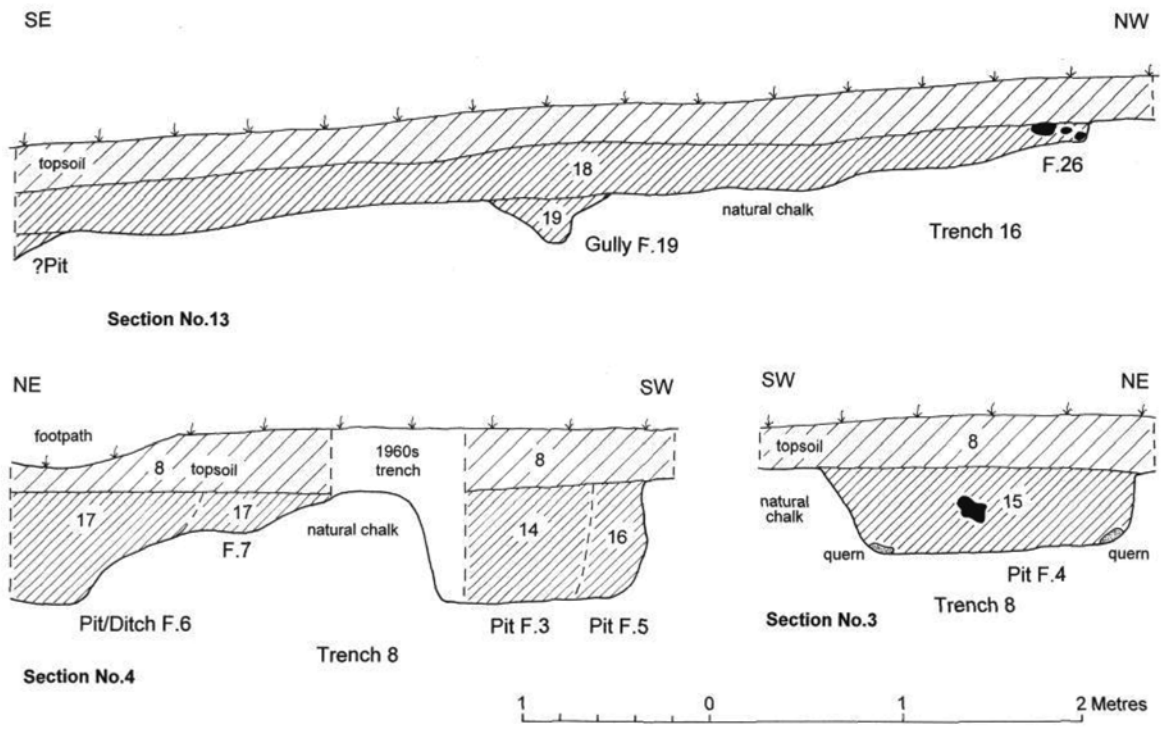 SE NW
topsoil
18
F.26
19
natural chalk
Gully F.19
Trench 16
?Pit
Section No.13
NE SW
footpath
8
topsoil
1960s
trench
8
17
17
F.7
natural chalk
14
16
Pit/Ditch F.6
Pit F.3
Pit F.5
Trench 8
Section No.4
SW NE
topsoil
8
natural
chalk
15
quern
quern
Pit F.4
Trench 8
Section No.3
1 0 1 2 Metres